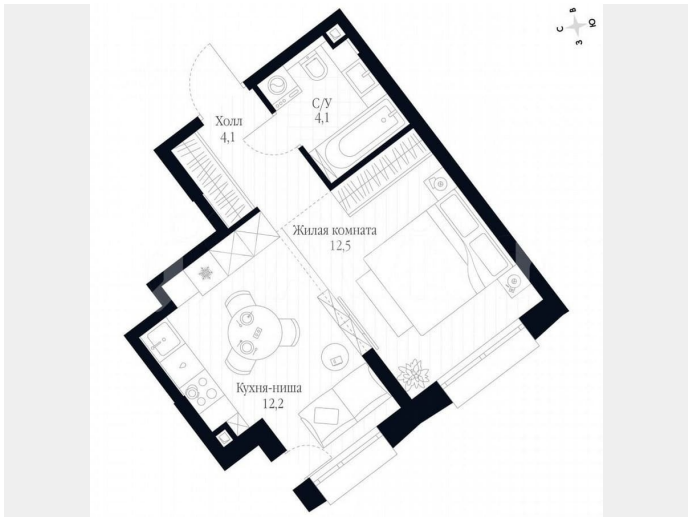 С В Ю З
С/У
4,1
Холл
4,1
Жилая комната
12,5
Кухня-ниша
12,2